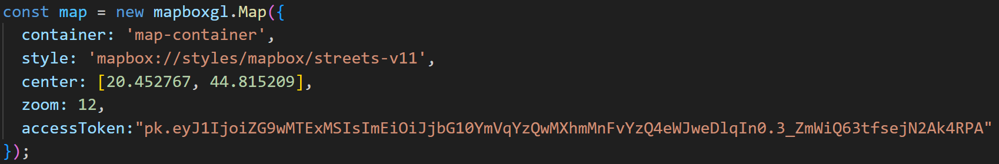 const map = new mapboxgl.Map({
container: 'map-container',
style: 'mapbox://styles/mapbox/streets-v11',
center: [20.452767, 44.815209],
zoom: 12,
accessToken:"pk.eyJ1IjoiZG9wMTExMSIsImEiOiJjbG10YmVqYzQwMXhmMnFvYzQ4eWJweDlqIn0.3_ZmWiQ63tfsejN2Ak4RPA"
});